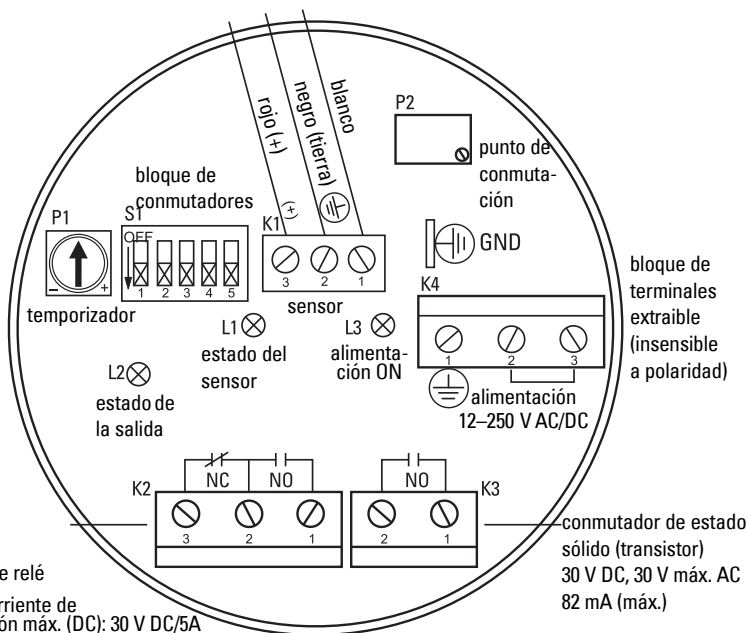 rojo (+)
negro (tierra)
blanco
P2
punto de
conmuta-
ción
bloque de
conmutadores
P1
S1
OFF
- +
1 2 3 4 5
temporizador
K1
(+)
3 2 1
sensor
GND
K4
1 2 3
bloque de
terminales
extraible
(insensible
a polaridad)
L1
estado del
sensor
L3
alimenta-
ción ON
alimentación
12–250 V AC/DC
L2
estado de
la salida
K2
NC NO
3 2 1
NO
K3
2 1
conmutador de estado
sólido (transistor)
30 V DC, 30 V máx. AC
82 mA (máx.)
relé
de
máx. (DC): 30 V DC/5A